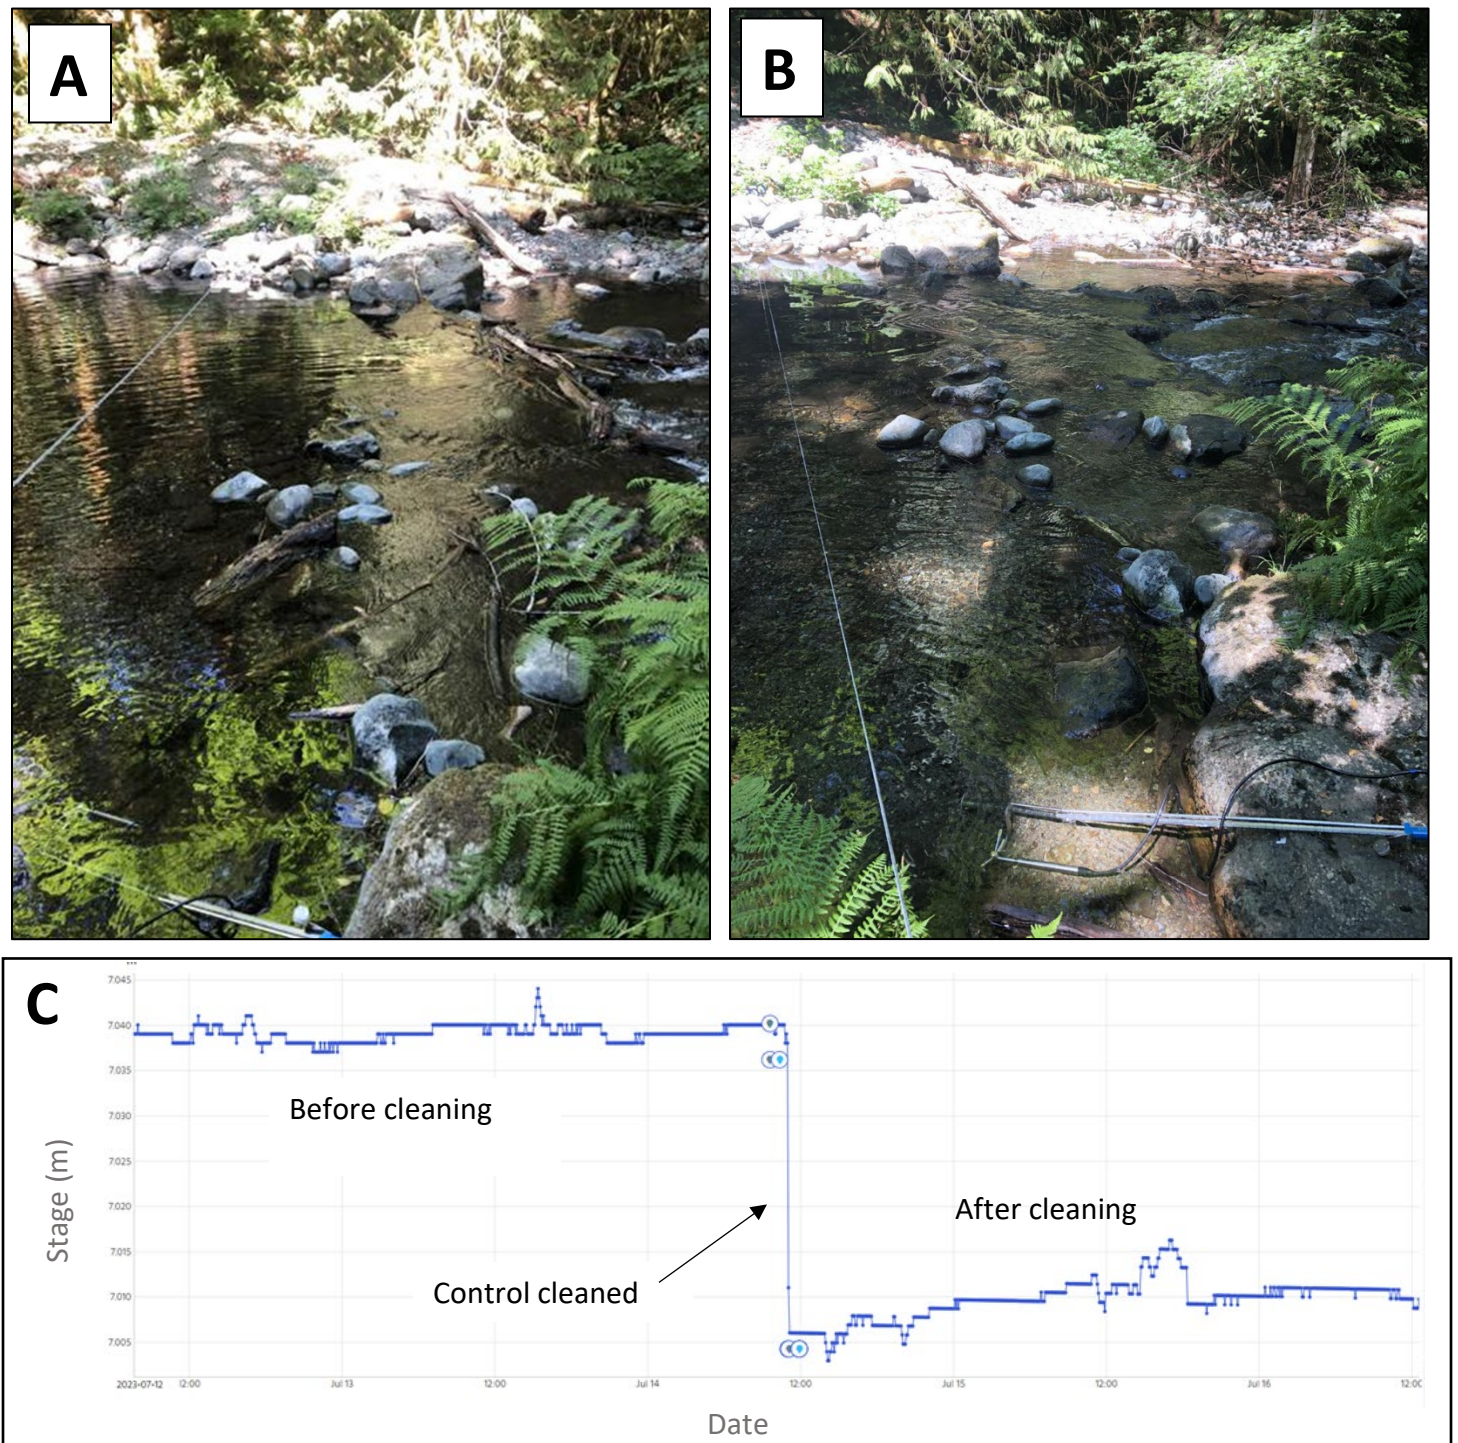 A
B
C
7.045
7.040
7.035
7.030
7.025
7.020
7.015
7.010
7.005
Stage (m)
Before cleaning
After cleaning
Control cleaned
2023-07-12 12:00 Jul 13 12:00 Jul 14 12:00 Jul 15 12:00 Jul 16 12:00
Date